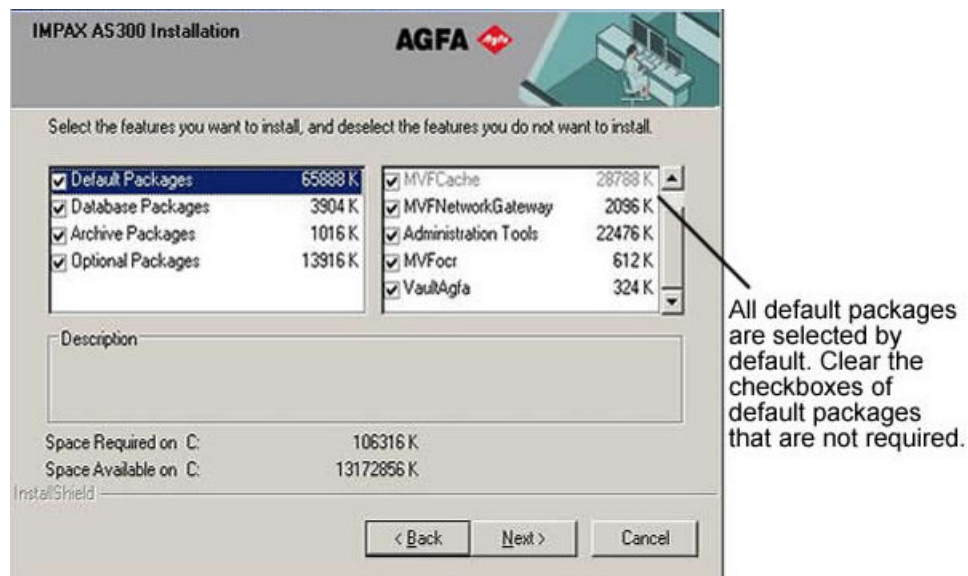 IMPAX AS300 Installation
AGFA
Agfa
Select the features you want to install, and deselect the features you do not want to install.
Default Packages 65888 K
Database Packages 3904 K
Archive Packages 1016 K
Optional Packages 13916 K
MVFCache 28788 K
MVFNetworkGateway 2096 K
Administration Tools 22476 K
MVFocr 612 K
VaultAgfa 324 K
Description
Space Required on C: 106316 K
Space Available on C: 13172856 K
InstallShield
< Back
Next >
Cancel
All default packages
are selected by
default. Clear the
checkboxes of
default packages
that are not required.